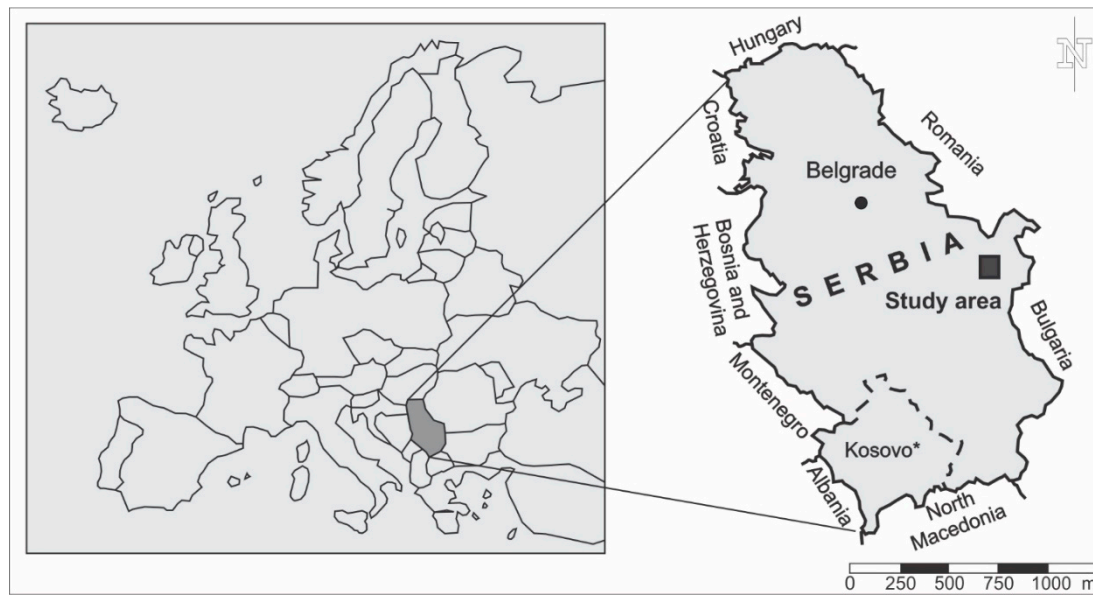 Hungary
N
Croatia
Romania
Belgrade
Bosnia and
Herzegovina
SERBIA
Study area
Bulgaria
Montenegro
Kosovo*
Albania
North
Macedonia
0 250 500 750 1000 m